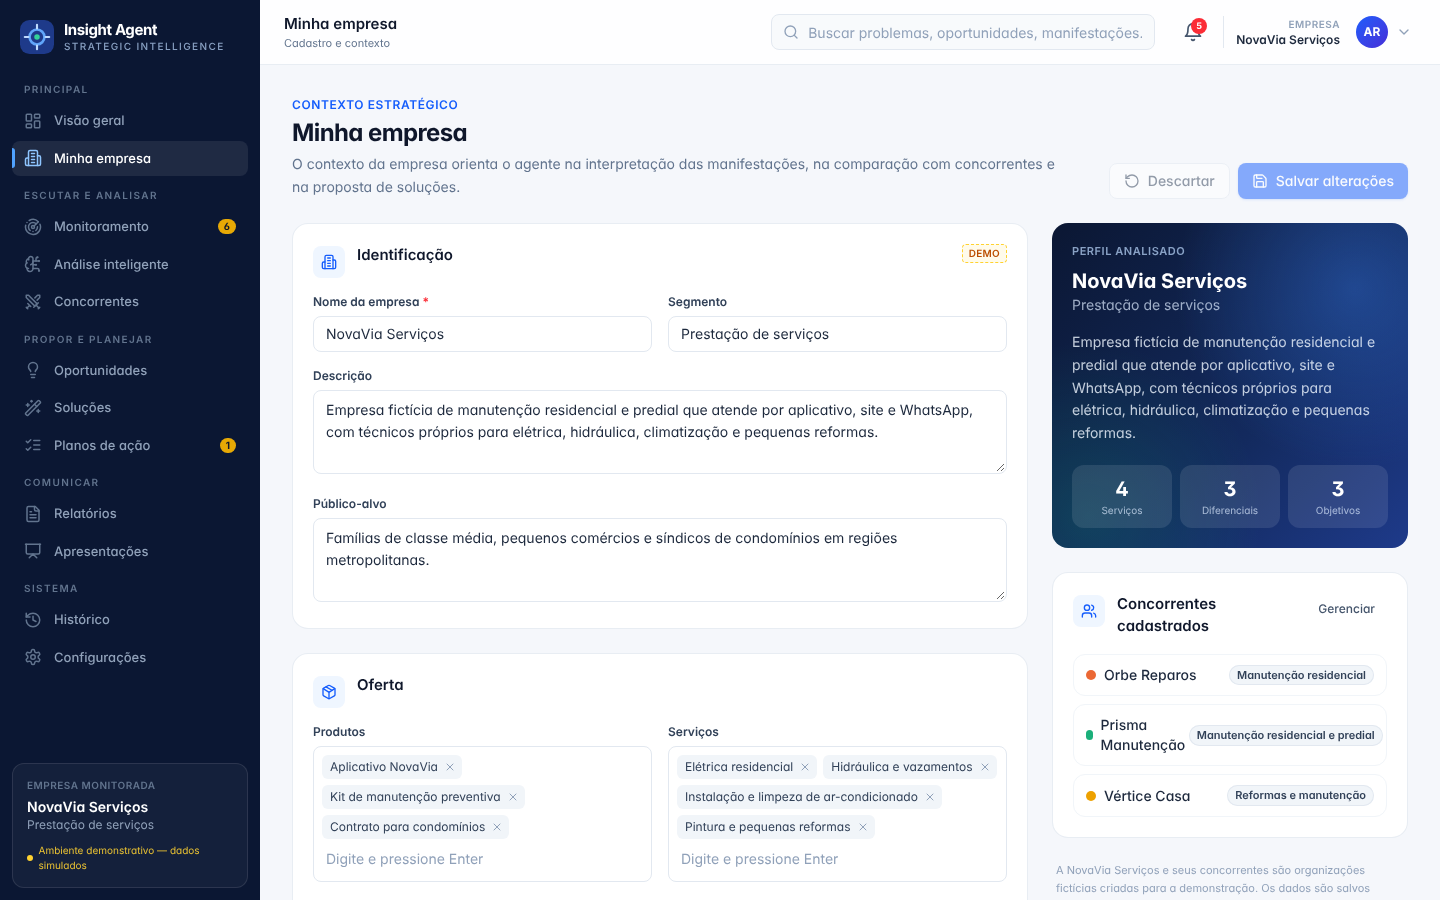 Insight Agent
STRATEGIC INTELLIGENCE
PRINCIPAL
Visão geral
Minha empresa
ESCUTAR E ANALISAR
Monitoramento 6
Análise inteligente
Concorrentes
PROPOR E PLANEJAR
Oportunidades
Soluções
Planos de ação 1
COMUNICAR
Relatórios
Apresentações
SISTEMA
Histórico
Configurações
EMPRESA MONITORADA
NovaVia Serviços
Prestação de serviços
Ambiente demonstrativo — dados
simulados
Minha empresa
Cadastro e contexto
Buscar problemas, oportunidades, manifestações.
5
EMPRESA
NovaVia Serviços
AR
CONTEXTO ESTRATÉGICO
Minha empresa
O contexto da empresa orienta o agente na interpretação das manifestações, na comparação com concorrentes e
na proposta de soluções.
Descartar
Salvar alterações
Identificação
DEMO
Nome da empresa *
NovaVia Serviços
Segmento
Prestação de serviços
Descrição
Empresa fictícia de manutenção residencial e predial que atende por aplicativo, site e WhatsApp,
com técnicos próprios para elétrica, hidráulica, climatização e pequenas reformas.
Público-alvo
Famílias de classe média, pequenos comércios e síndicos de condomínios em regiões
metropolitanas.
Oferta
Produtos
Aplicativo NovaVia
Kit de manutenção preventiva
Contrato para condomínios
Digite e pressione Enter
Serviços
Elétrica residencial
Hidráulica e vazamentos
Instalação e limpeza de ar-condicionado
Pintura e pequenas reformas
Digite e pressione Enter
PERFIL ANALISADO
NovaVia Serviços
Prestação de serviços
Empresa fictícia de manutenção residencial e
predial que atende por aplicativo, site e
WhatsApp, com técnicos próprios para
elétrica, hidráulica, climatização e pequenas
reformas.
4
Serviços
3
Diferenciais
3
Objetivos
Concorrentes
cadastrados
Gerenciar
Orbe Reparos
Manutenção residencial
Prisma
Manutenção
Manutenção residencial e predial
Vértice Casa
Reformas e manutenção
A NovaVia Serviços e seus concorrentes são organizações
fictícias criadas para a demonstração. Os dados são salvos